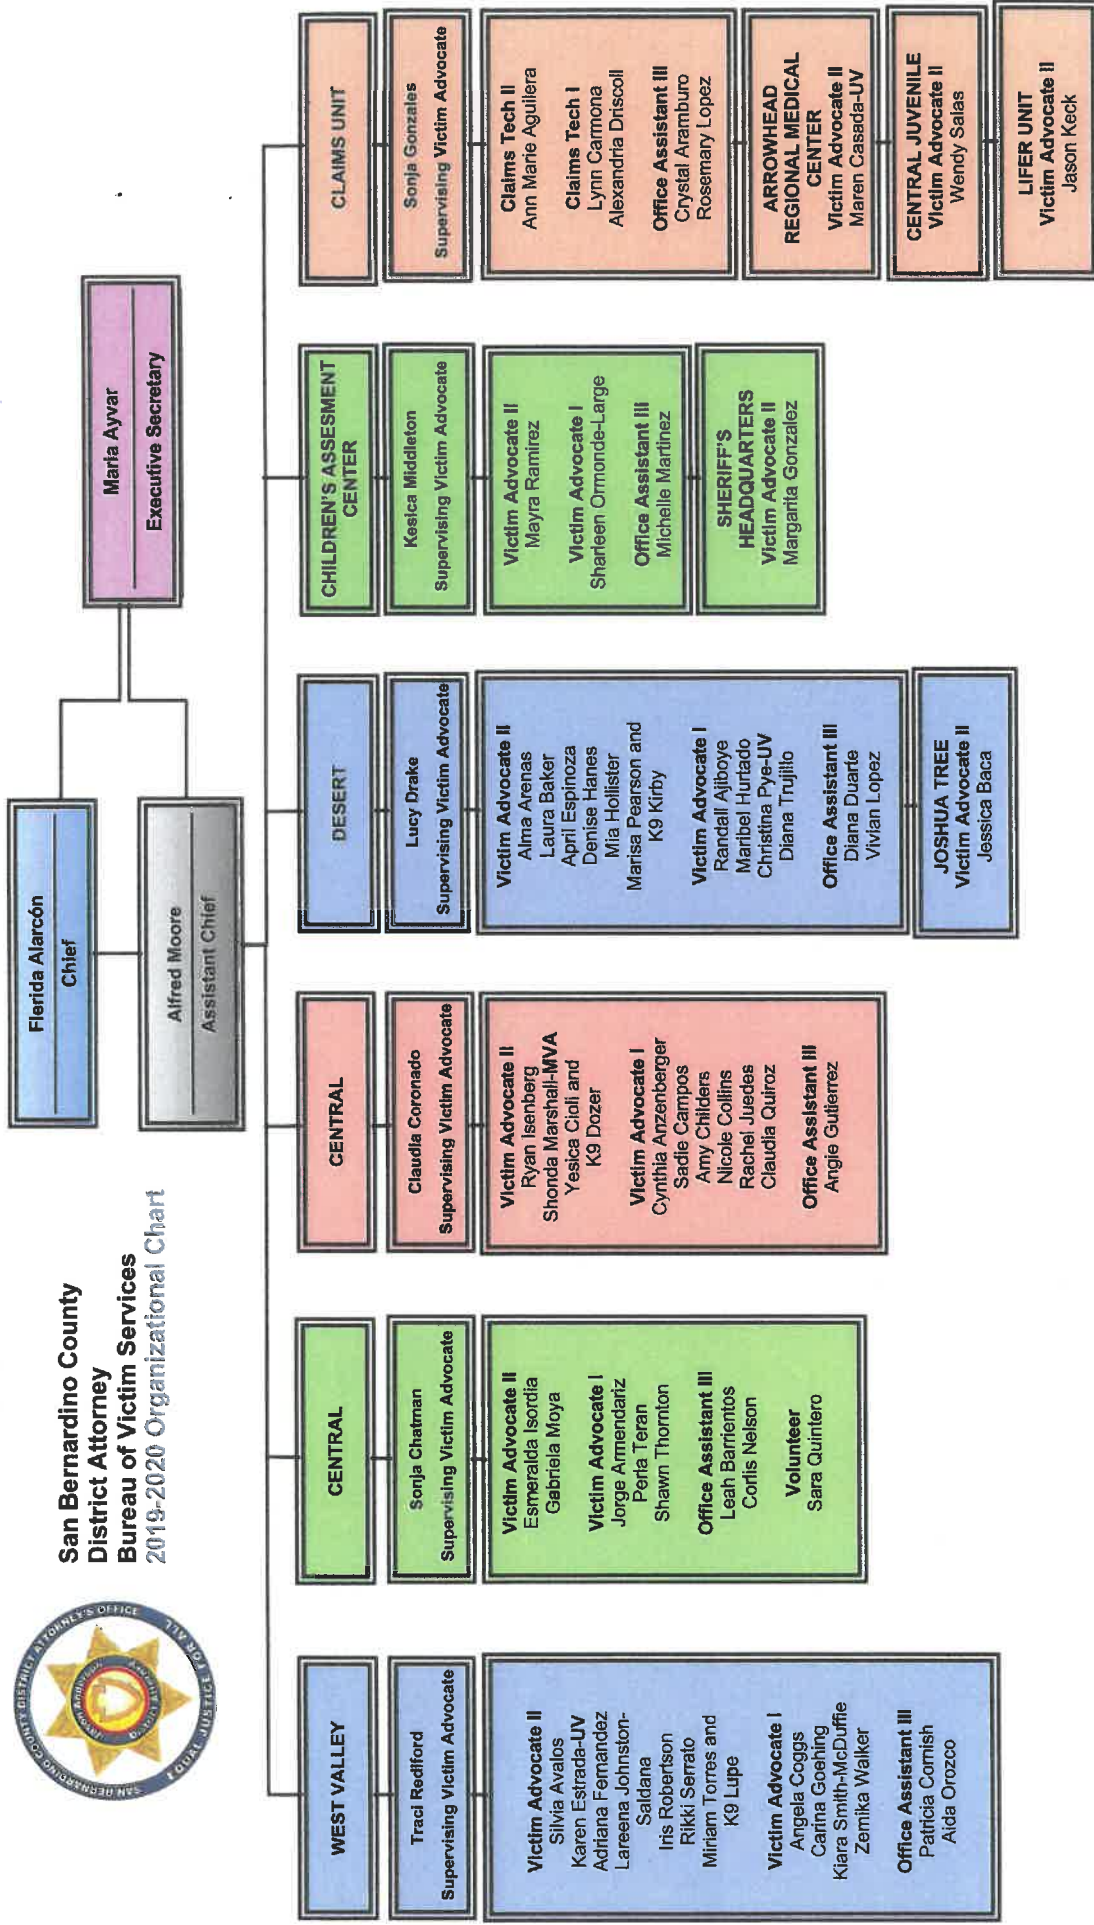 SAN BERNARDINO COUNTY DISTRICT ATTORNEY'S OFFICE
EQUAL JUSTICE FOR ALL
San Bernardino County
District Attorney
Bureau of Victim Services
2019-2020 Organizational Chart
Flerida Alarcón
Chief
Alfred Moore
Assistant Chief
Maria Ayvar
Executive Secretary
WEST VALLEY
Traci Redford
Supervising Victim Advocate
Victim Advocate II
Silvia Avalos
Karen Estrada-UV
Adriana Fernandez
Lareena Johnston-
Saldana
Iris Robertson
Rikki Serrato
Miriam Torres and
K9 Lupe
Victim Advocate I
Angela Coggs
Carina Goehing
Kiara Smith-McDuffie
Zemika Walker
Office Assistant III
Patricia Cornish
Aida Orozco
CENTRAL
Sonja Chatman
Supervising Victim Advocate
Victim Advocate II
Esmeralda Isordia
Gabriela Moya
Victim Advocate I
Jorge Armendariz
Perla Teran
Shawn Thornton
Office Assistant III
Leah Barrientos
Corlis Nelson
Volunteer
Sara Quintero
CENTRAL
Claudia Coronado
Supervising Victim Advocate
Victim Advocate II
Ryan Isenberg
Shonda Marshall-MVA
Yesica Cioli and
K9 Dozer
Victim Advocate I
Cynthia Anzenberger
Sadie Campos
Amy Childers
Nicole Collins
Rachel Juedes
Claudia Quiroz
Office Assistant III
Angie Gutierrez
DESERT
Lucy Drake
Supervising Victim Advocate
Victim Advocate II
Alma Arenas
Laura Baker
April Espinoza
Denise Hanes
Mia Hollister
Marisa Pearson and
K9 Kirby
Victim Advocate I
Randall Ajiboye
Maribel Hurtado
Christina Pye-UV
Diana Trujillo
Office Assistant III
Diana Duarte
Vivian Lopez
JOSHUA TREE
Victim Advocate II
Jessica Baca
CHILDREN'S ASSESMENT
CENTER
Kesica Middleton
Supervising Victim Advocate
Victim Advocate II
Mayra Ramirez
Victim Advocate I
Sharleen Ormonde-Large
Office Assistant III
Michelle Martinez
SHERIFF'S
HEADQUARTERS
Victim Advocate II
Margarita Gonzalez
CLAIMS UNIT
Sonja Gonzales
Supervising Victim Advocate
Claims Tech II
Ann Marie Aguilera
Claims Tech I
Lynn Carmona
Alexandria Driscoll
Office Assistant III
Crystal Aramburo
Rosemary Lopez
ARROWHEAD
REGIONAL MEDICAL
CENTER
Victim Advocate II
Maren Casada-UV
CENTRAL JUVENILE
Victim Advocate II
Wendy Salas
LIFER UNIT
Victim Advocate II
Jason Keck